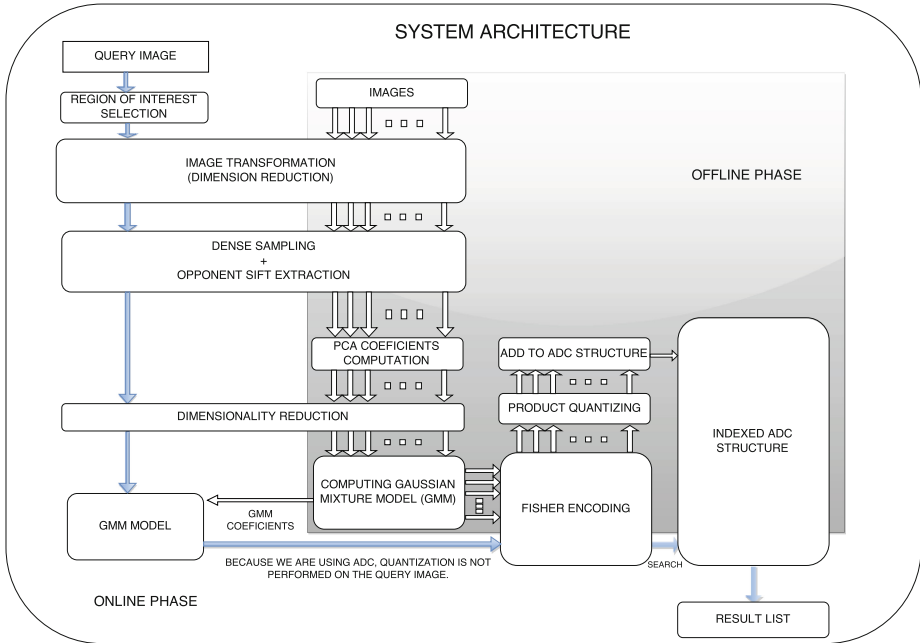 SYSTEM ARCHITECTURE
QUERY IMAGE
REGION OF INTEREST
SELECTION
IMAGES
IMAGE TRANSFORMATION
(DIMENSION REDUCTION)
OFFLINE PHASE
DENSE SAMPLING
+
OPPONENT SIFT EXTRACTION
PCA COEFICIENTS
COMPUTATION
ADD TO ADC STRUCTURE
DIMENSIONALITY REDUCTION
PRODUCT QUANTIZING
INDEXED ADC
STRUCTURE
COMPUTING GAUSSIAN
MIXTURE MODEL (GMM)
FISHER ENCODING
GMM MODEL
GMM
COEFICIENTS
BECAUSE WE ARE USING ADC, QUANTIZATION IS NOT
PERFORMED ON THE QUERY IMAGE.
SEARCH
ONLINE PHASE
RESULT LIST